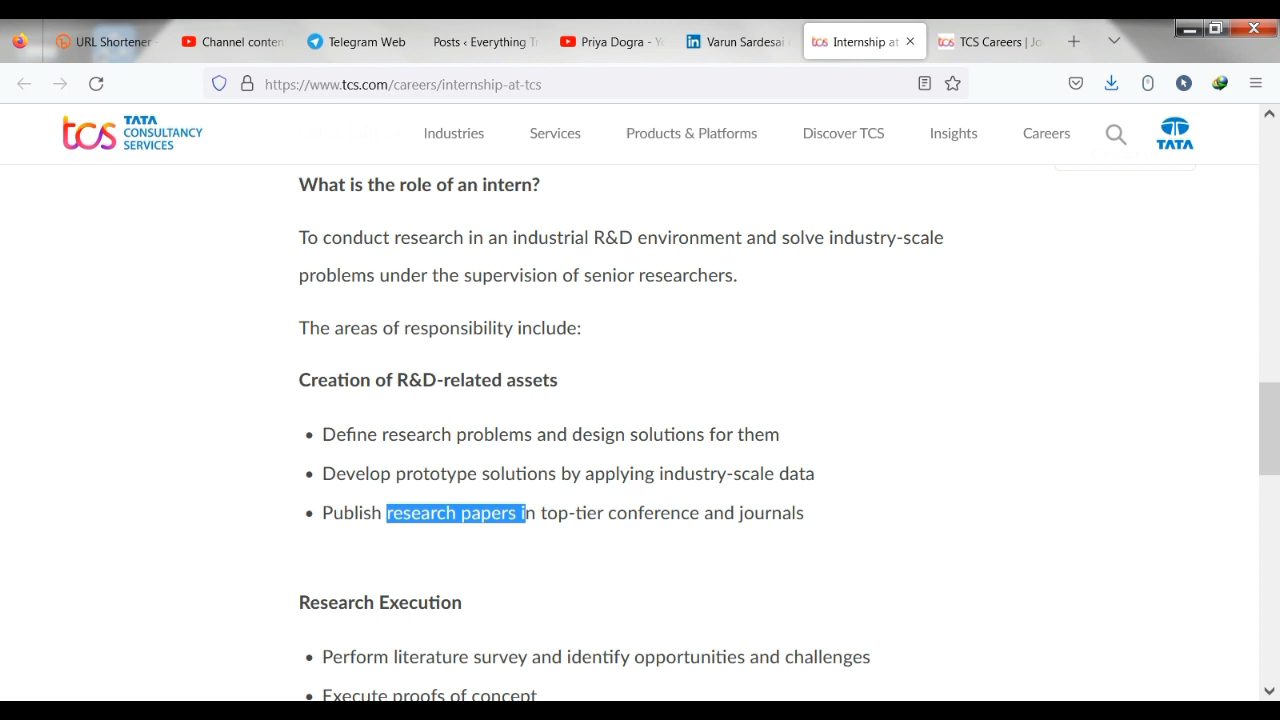 URL Shortener
Channel conten
Telegram Web
Posts ‹ Everything T
Priya Dogra - Y
Varun Sardesai
Internship at
TCS Careers | Jo
https://www.tcs.com/careers/internship-at-tcs
tcs TATA CONSULTANCY SERVICES
Industries
Services
Products & Platforms
Discover TCS
Insights
Careers
TATA
What is the role of an intern?
To conduct research in an industrial R&D environment and solve industry-scale
problems under the supervision of senior researchers.
The areas of responsibility include:
Creation of R&D-related assets
• Define research problems and design solutions for them
• Develop prototype solutions by applying industry-scale data
• Publish research papers in top-tier conference and journals
Research Execution
• Perform literature survey and identify opportunities and challenges
• Execute proofs of concept